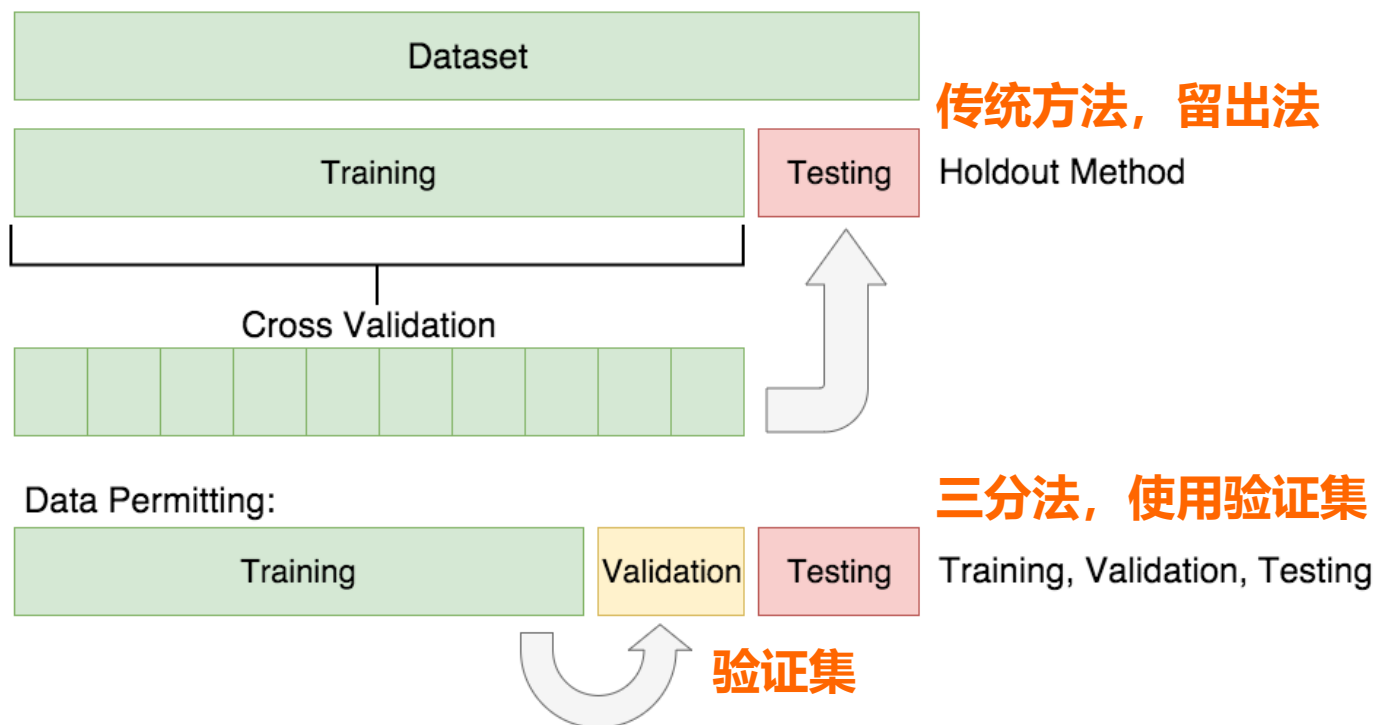 Dataset
传统方法，留出法
Training
Testing
Holdout Method
Cross Validation
Data Permitting:
三分法，使用验证集
Training
Validation
Testing
Training, Validation, Testing
验证集